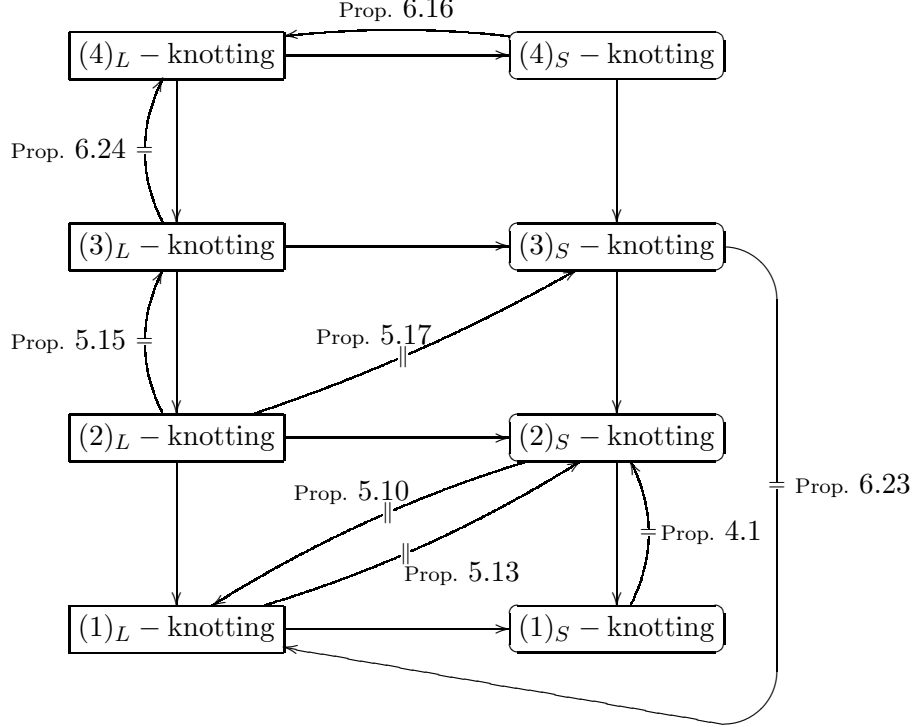 Prop. 6.16
(4)_L − knotting
(4)_S − knotting
Prop. 6.24
(3)_L − knotting
(3)_S − knotting
Prop. 5.15
Prop. 5.17
(2)_L − knotting
(2)_S − knotting
Prop. 6.23
Prop. 5.10
Prop. 4.1
Prop. 5.13
(1)_L − knotting
(1)_S − knotting